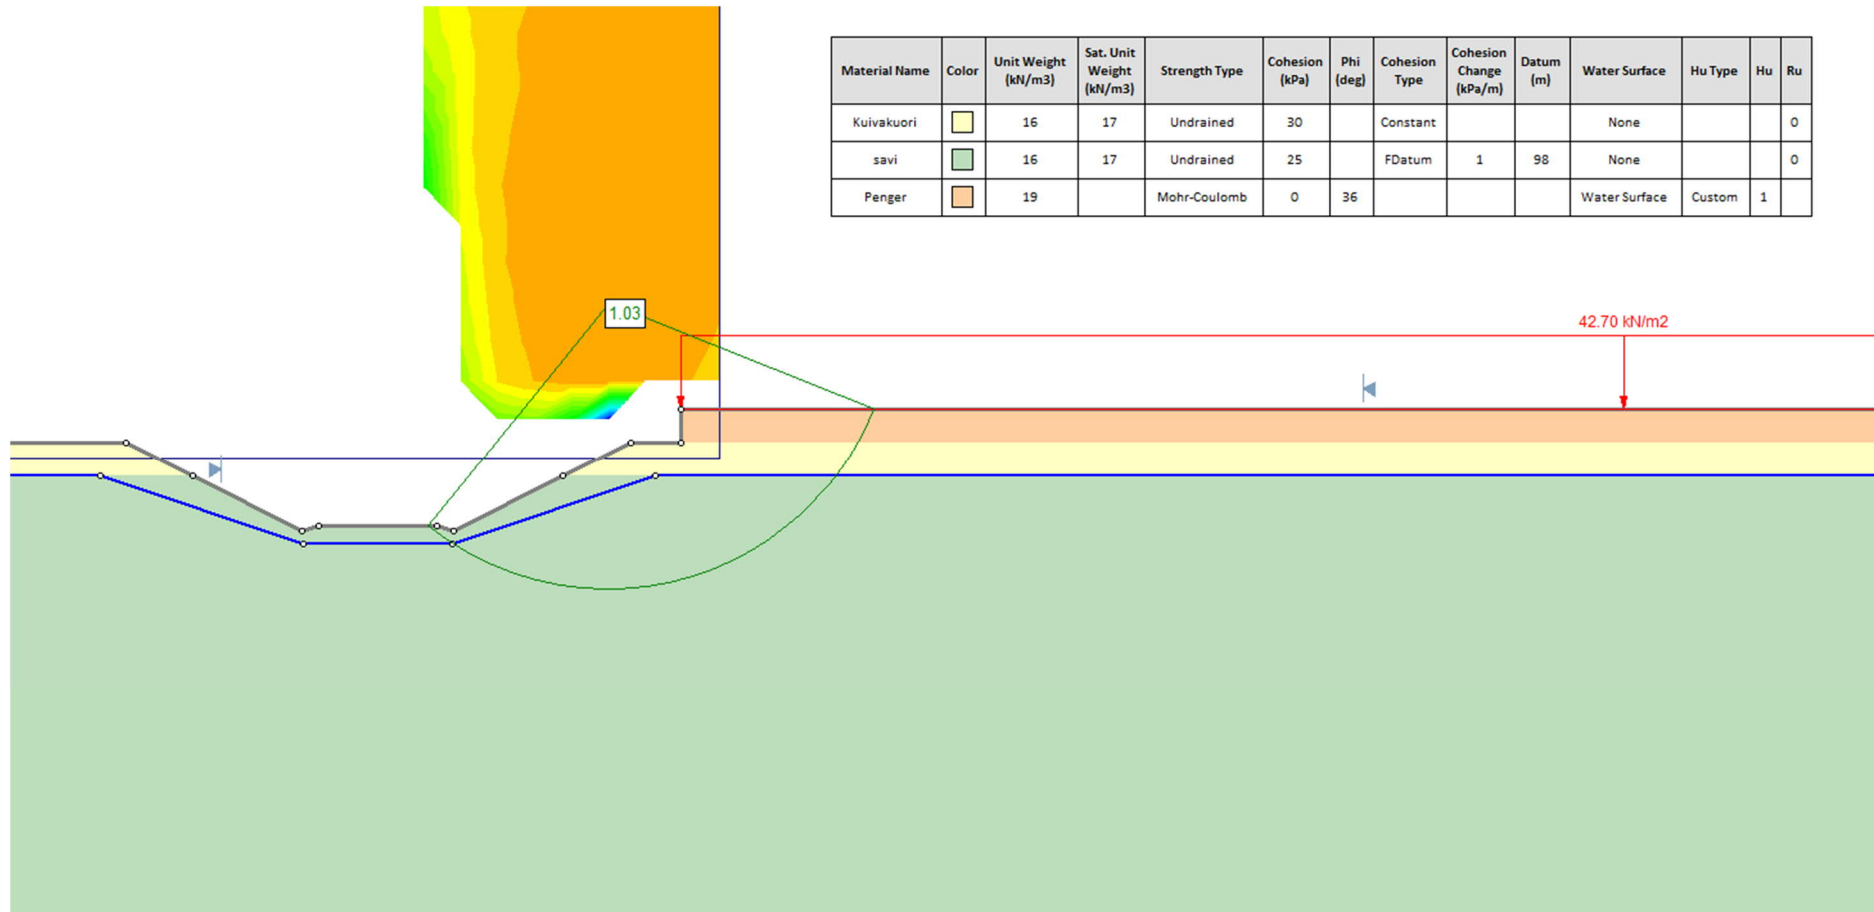 Material Name Color Unit Weight (kN/m3) Sat. Unit Weight (kN/m3) Strength Type Cohesion (kPa) Phi (deg) Cohesion Type Cohesion Change (kPa/m) Datum (m) Water Surface Hu Type Hu Ru
Kuivakuori 16 17 Undrained 30 Constant None 0
savi 16 17 Undrained 25 FDatum 1 98 None 0
Penger 19 Mohr-Coulomb 0 36 Water Surface Custom 1
1.03
42.70 kN/m2